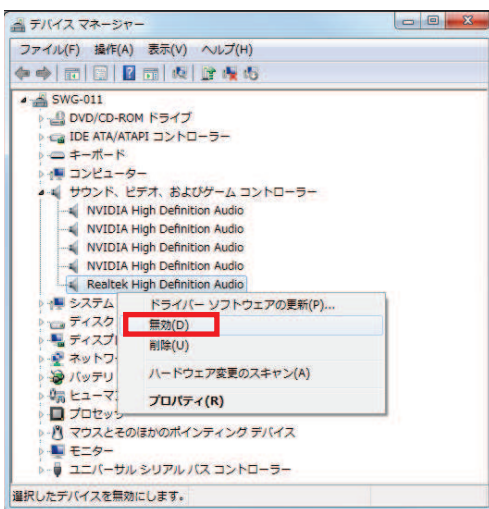 デバイス マネージャー
ファイル(F) 操作(A) 表示(V) ヘルプ(H)
SWG-011
DVD/CD-ROM ドライブ
IDE ATA/ATAPI コントローラー
キーボード
コンピューター
サウンド、ビデオ、およびゲーム コントローラー
NVIDIA High Definition Audio
NVIDIA High Definition Audio
NVIDIA High Definition Audio
NVIDIA High Definition Audio
Realtek High Definition Audio
システム
ドライバー ソフトウェアの更新(P)...
ディスク
無効(D)
ディスプ
削除(U)
ネットワー
バッテリ
ハードウェア変更のスキャン(A)
ヒューマ
プロパティ(R)
プロセッサ
マウスとそのほかのポインティング デバイス
モニター
ユニバーサル シリアル バス コントローラー
選択したデバイスを無効にします。